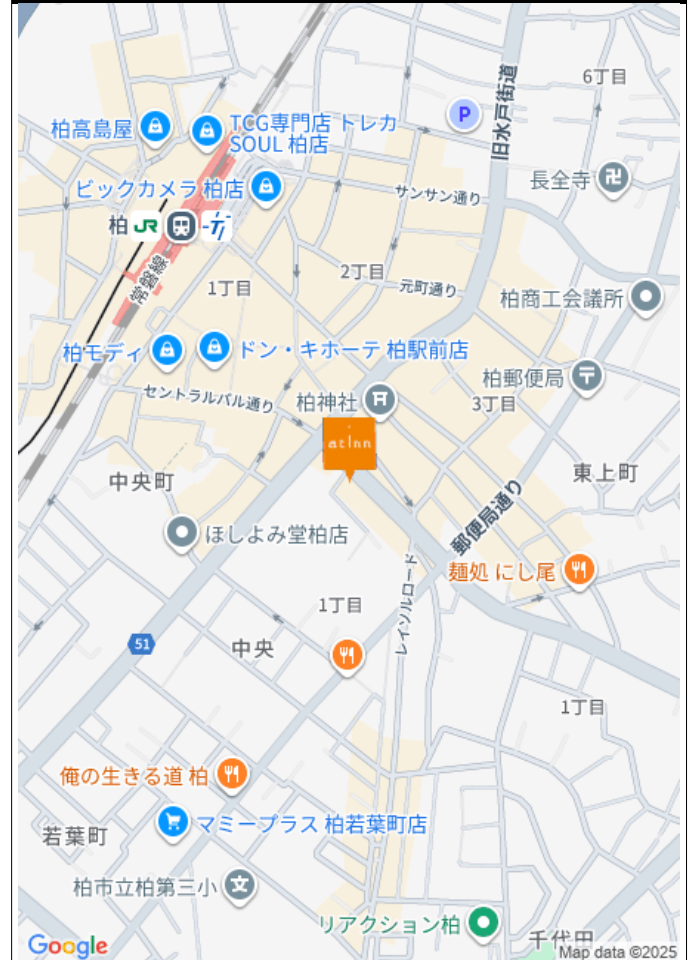 6丁目
旧水戸街道
P
TCG専門店 トレカ
SOUL 柏店
柏高島屋
長全寺
ビックカメラ 柏店
サンサン通り
柏 JR
常磐線
1丁目
2丁目
元町通り
柏商工会議所
柏モディ
ドン・キホーテ 柏駅前店
柏郵便局
セントラルパル通り
柏神社
3丁目
at inn
中央町
東上町
郵便局通り
ほしよみ堂柏店
麺処 にし尾
レイソルロード
1丁目
51
中央
1丁目
俺の生きる道 柏
マミープラス 柏若葉町店
若葉町
柏市立柏第三小
文
リアクション柏
千代田
Google
Map data ©2025